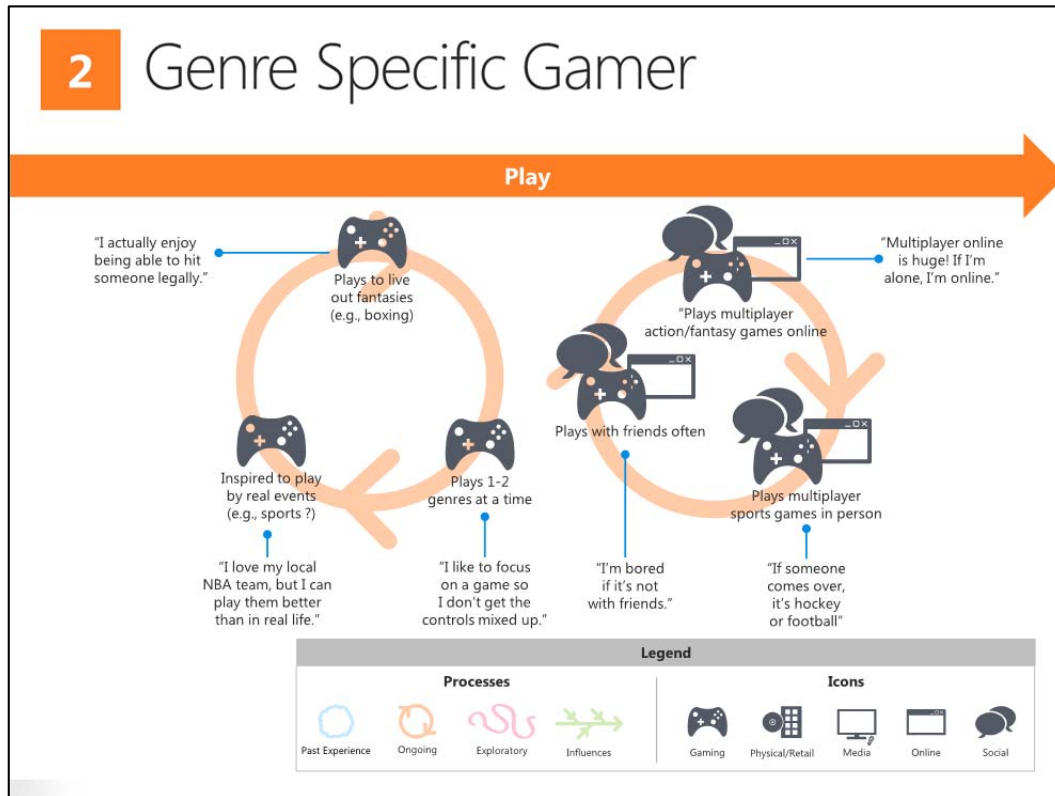 2 Genre Specific Gamer
Play
“I actually enjoy
being able to hit
someone legally.”
Plays to live
out fantasies
(e.g., boxing)
Inspired to play
by real events
(e.g., sports ?)
Plays 1-2
genres at a time
“I love my local
NBA team, but I can
play them better
than in real life.”
“I like to focus
on a game so
I don't get the
controls mixed up.”
“Multiplayer online
is huge! If I’m
alone, I’m online.”
“Plays multiplayer
action/fantasy games online
Plays with friends often
Plays multiplayer
sports games in person
“I’m bored
if it’s not
with friends.”
“If someone
comes over,
it’s hockey
or football“
Legend
Processes
Past Experience
Ongoing
Exploratory
Influences
Icons
Gaming
Physical/Retail
Media
Online
Social